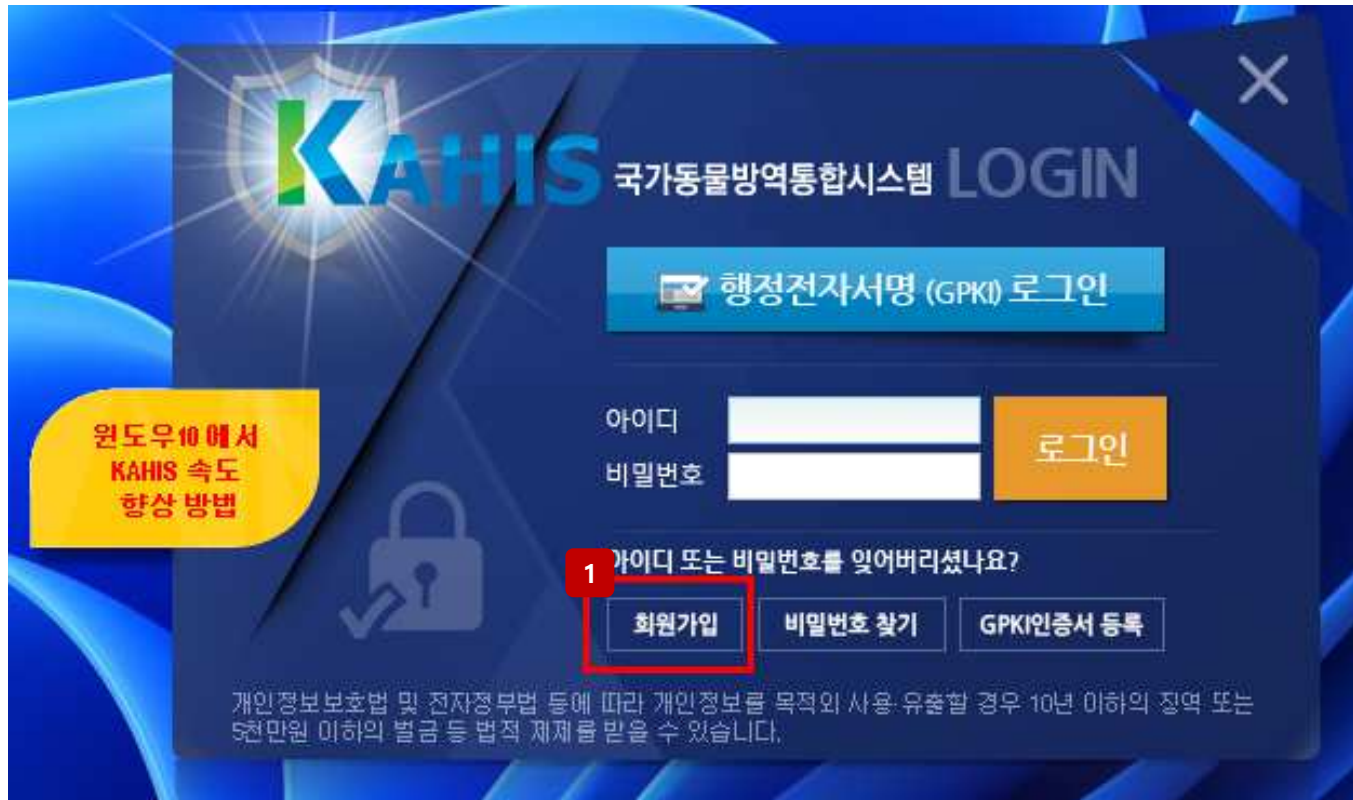 KAHIS 국가동물방역통합시스템 LOGIN
행정전자서명 (GPKI) 로그인
아이디
비밀번호
로그인
윈도우10 에서
KAHIS 속도
향상 방법
1
아이디 또는 비밀번호를 잊어버리셨나요?
회원가입 비밀번호 찾기 GPKI인증서 등록
개인정보보호법 및 전자정부법 등에 따라 개인정보를 목적외 사용·유출할 경우 10년 이하의 징역 또는
5천만원 이하의 벌금 등 법적 제재를 받을 수 있습니다.